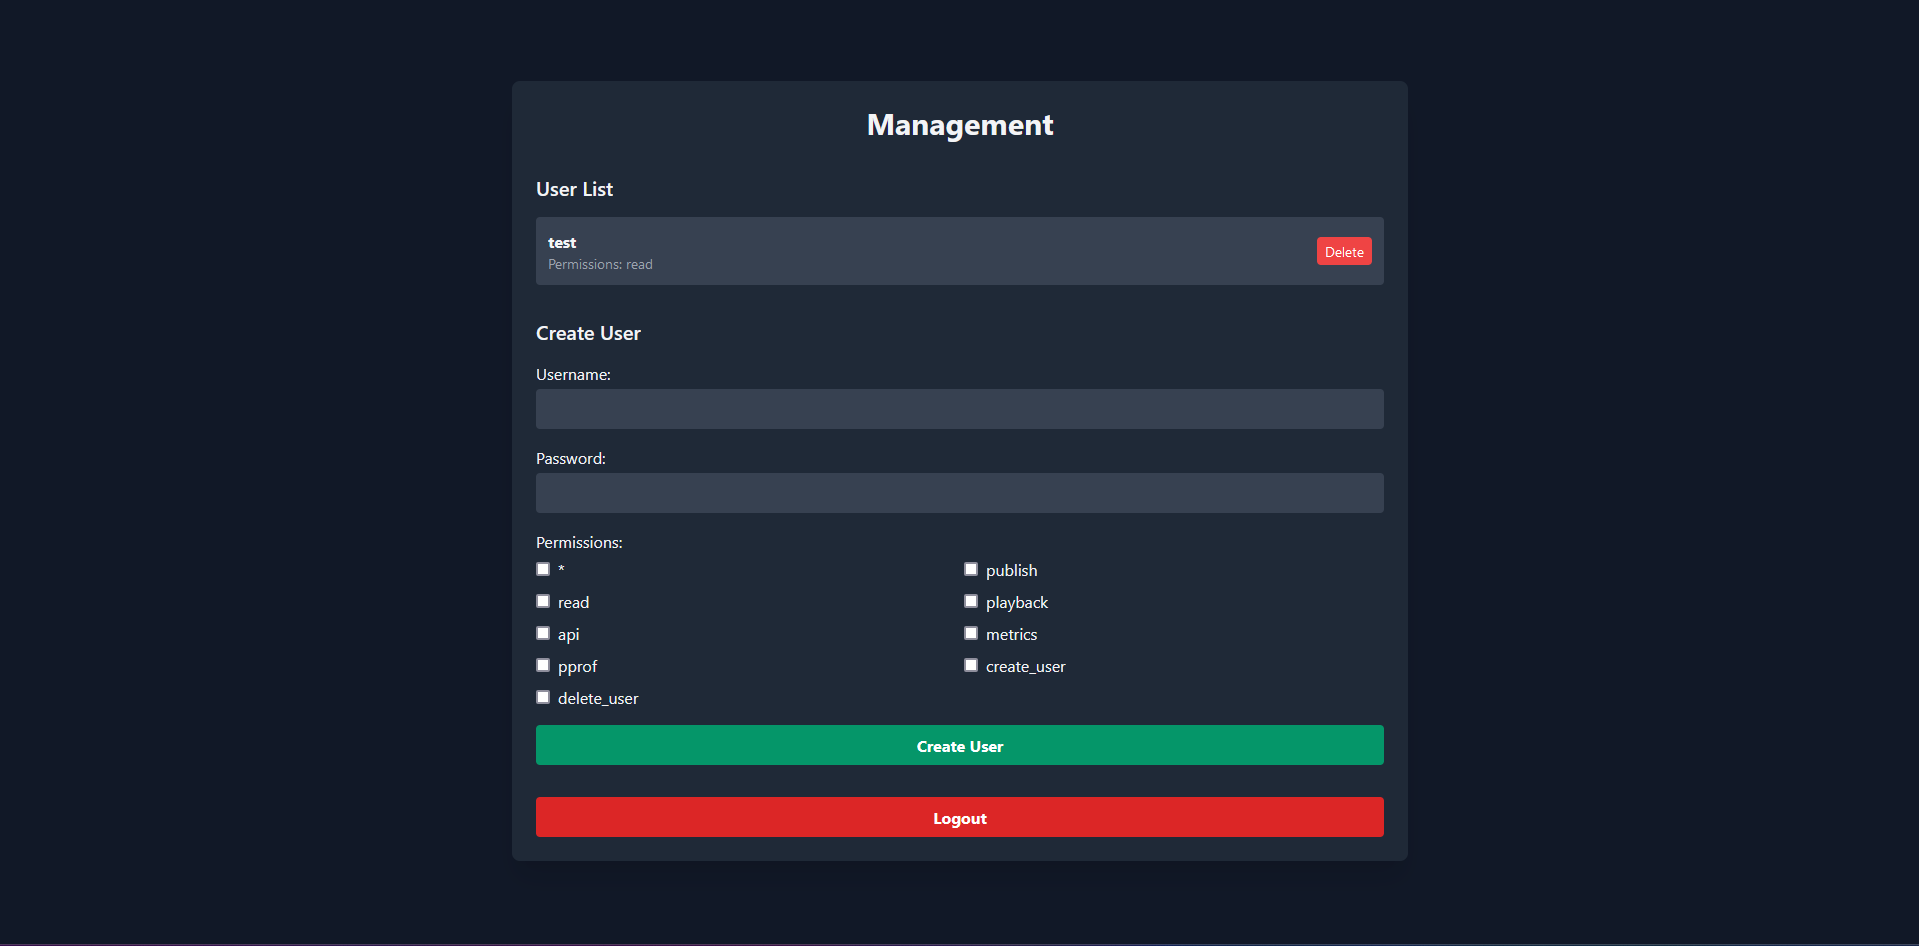 Management
User List
test
Permissions: read
Delete
Create User
Username:
Password:
Permissions:
* publish
read playback
api metrics
pprof create_user
delete_user
Create User
Logout